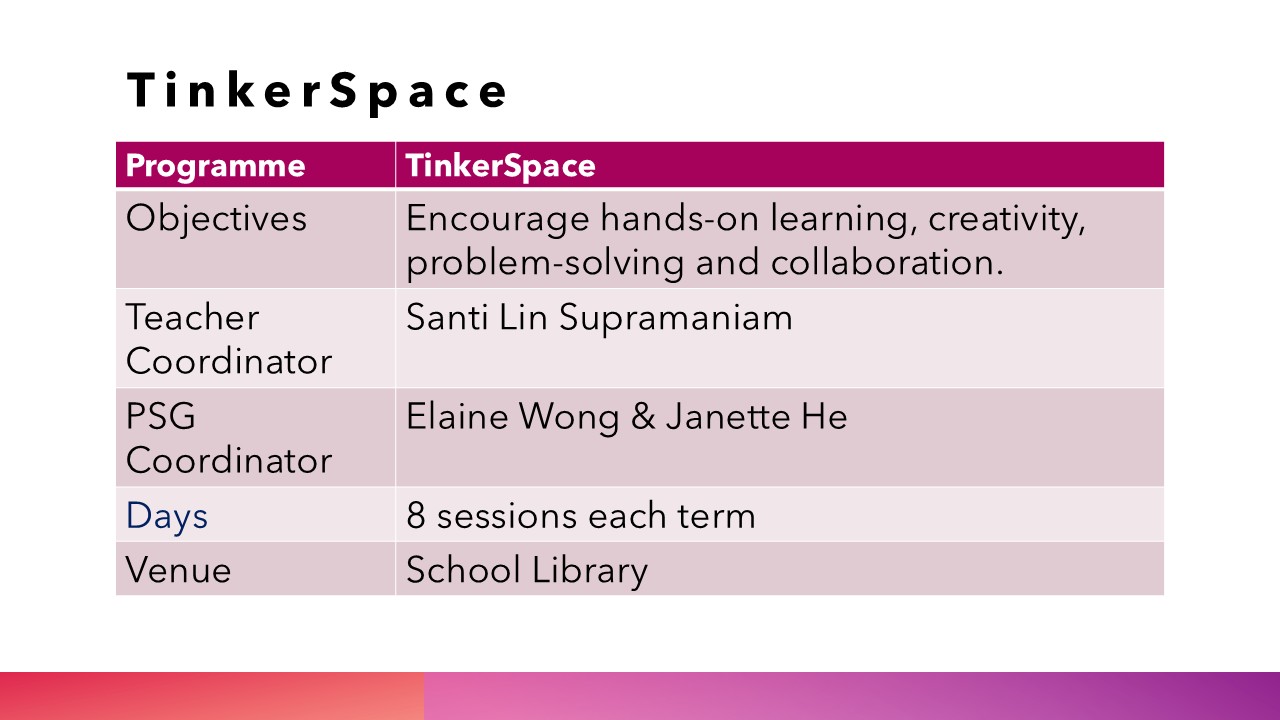 TinkerSpace
Programme TinkerSpace
Objectives Encourage hands-on learning, creativity,
problem-solving and collaboration.
Teacher Santi Lin Supramaniam
Coordinator
PSG Elaine Wong & Janette He
Coordinator
Days 8 sessions each term
Venue School Library